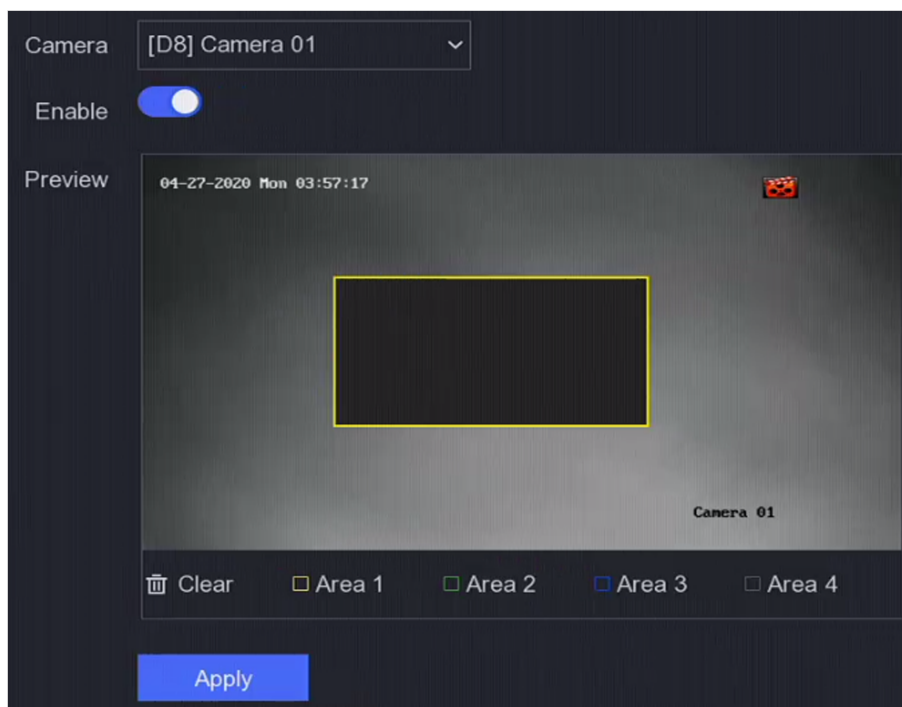 Camera [D8] Camera 01
Enable
Preview
04-27-2020 Mon 03:57:17
Camera 01
Clear Area 1 Area 2 Area 3 Area 4
Apply